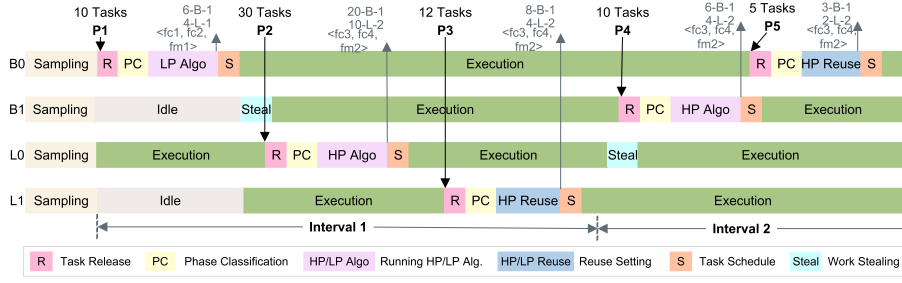 10 Tasks
P1
6-B-1
4-L-1
<fc1, fc2,
fm1>
30 Tasks
P2
20-B-1
10-L-2
<fc3, fc4,
fm2>
12 Tasks
P3
8-B-1
4-L-2
<fc3, fc4,
fm2>
10 Tasks
P4
6-B-1
4-L-2
<fc3, fc4,
fm2>
5 Tasks
P5
3-B-1
2-L-2
<fc3, fc4,
fm2>
B0 Sampling R PC LP Algo S Execution R PC HP Reuse S
B1 Sampling Idle Steal Execution R PC HP Algo S Execution
L0 Sampling Execution R PC HP Algo S Execution Steal Execution
L1 Sampling Idle Execution R PC HP Reuse S Execution
Interval 1 Interval 2
R Task Release PC Phase Classification HP/LP Algo Running HP/LP Alg. HP/LP Reuse Reuse Setting S Task Schedule Steal Work Stealing